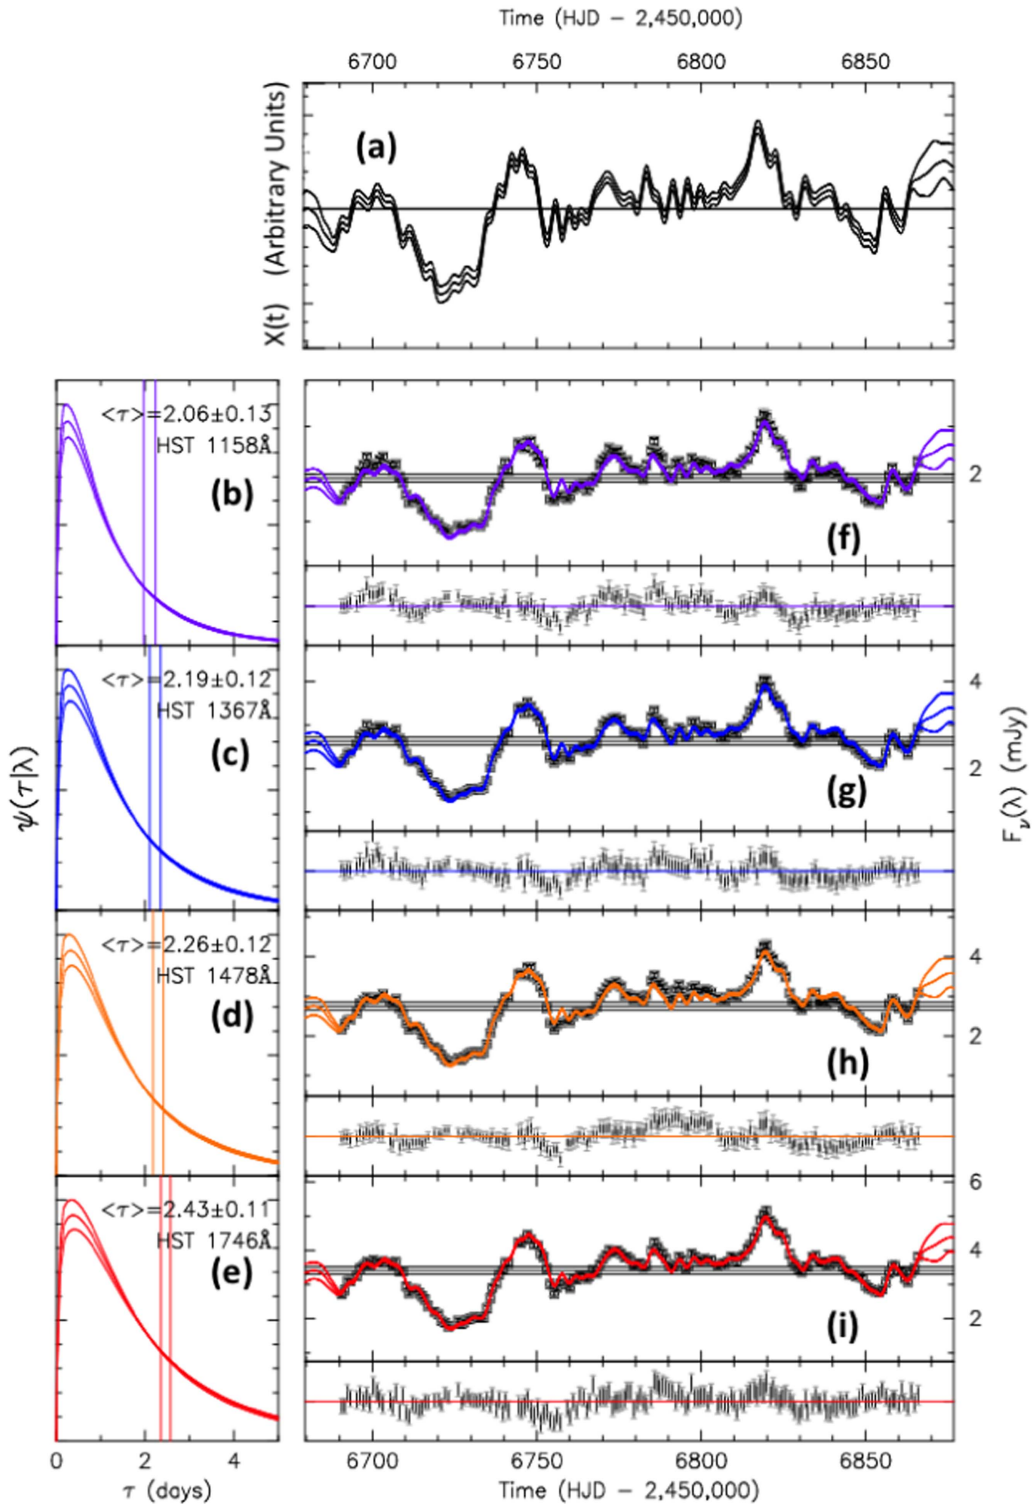 Time (HJD − 2,450,000)
6700 6750 6800 6850
X(t) (Arbitrary Units)
(a)
<τ>=2.06±0.13
HST 1158Å
(b)
(f)
2
<τ>=2.19±0.12
HST 1367Å
(c)
(g)
4
2
<τ>=2.26±0.12
HST 1478Å
(d)
(h)
4
2
<τ>=2.43±0.11
HST 1746Å
(e)
(i)
6
4
2
ψ(τ|λ)
Fν(λ) (mJy)
0 2 4
τ (days)
6700 6750 6800 6850
Time (HJD − 2,450,000)